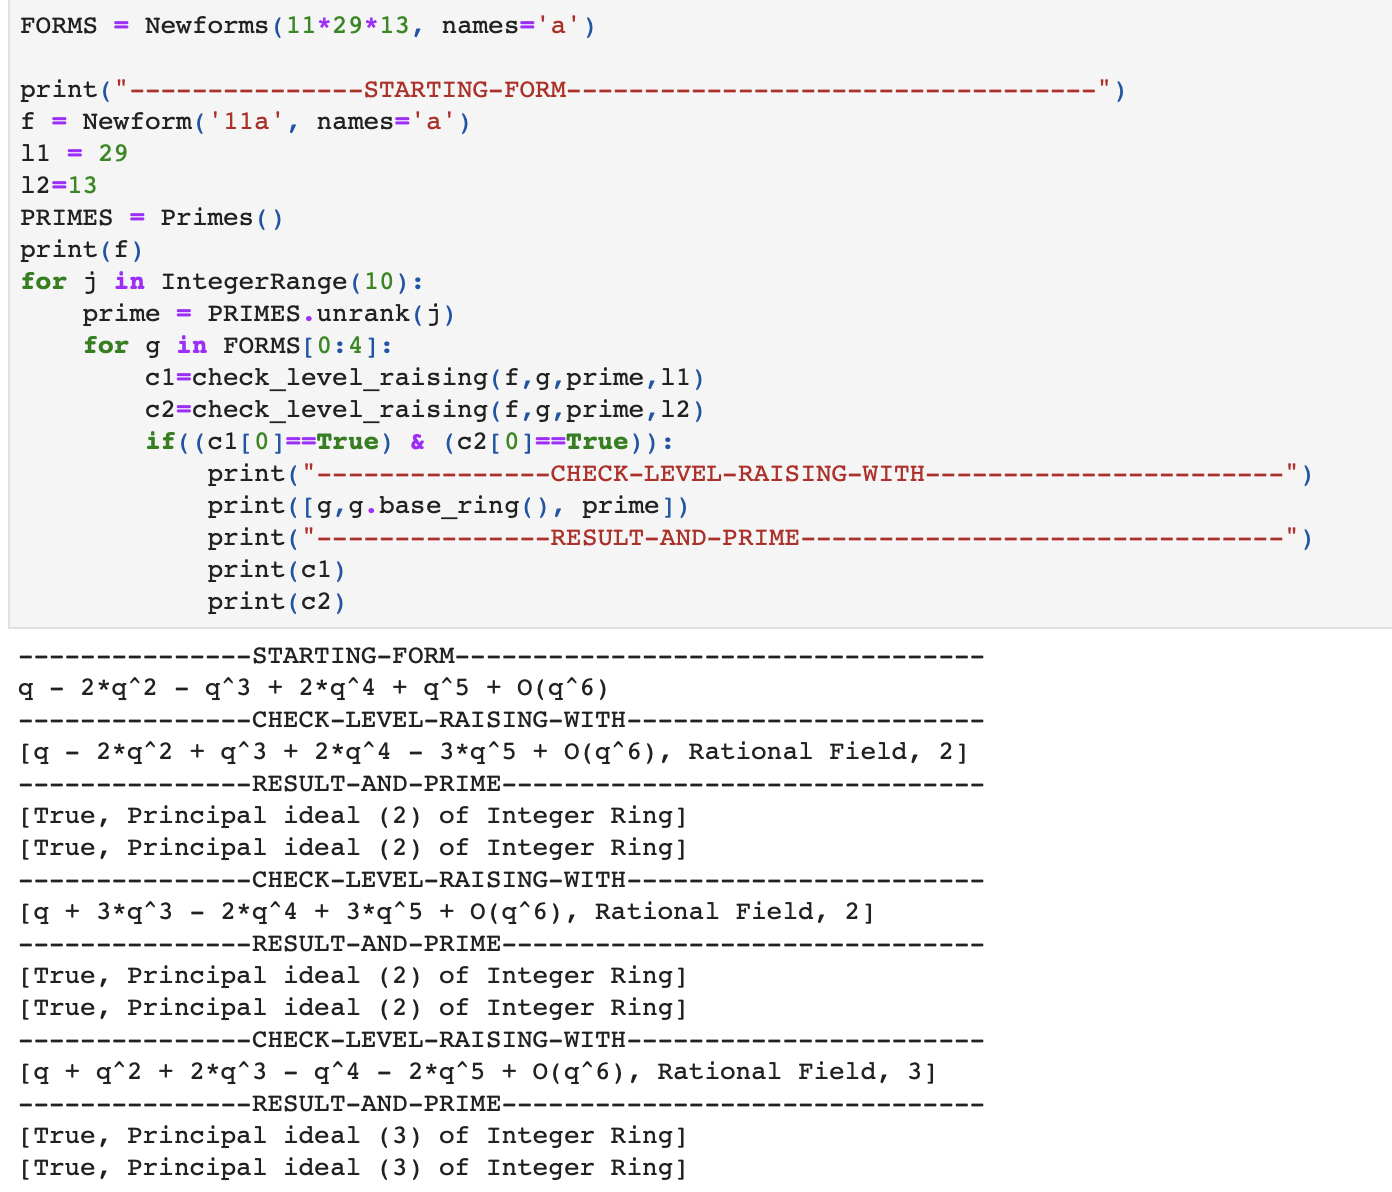 FORMS = Newforms(11*29*13, names='a')
print("---------------STARTING-FORM----------------------------------")
f = Newform('11a', names='a')
l1 = 29
l2=13
PRIMES = Primes()
print(f)
for j in IntegerRange(10):
    prime = PRIMES.unrank(j)
    for g in FORMS[0:4]:
        c1=check_level_raising(f,g,prime,l1)
        c2=check_level_raising(f,g,prime,l2)
        if((c1[0]==True) & (c2[0]==True)):
            print("---------------CHECK-LEVEL-RAISING-WITH-----------------------")
            print([g,g.base_ring(), prime])
            print("---------------RESULT-AND-PRIME-------------------------------")
            print(c1)
            print(c2)
---------------STARTING-FORM----------------------------------
q - 2*q^2 - q^3 + 2*q^4 + q^5 + O(q^6)
---------------CHECK-LEVEL-RAISING-WITH-----------------------
[q - 2*q^2 + q^3 + 2*q^4 - 3*q^5 + O(q^6), Rational Field, 2]
---------------RESULT-AND-PRIME-------------------------------
[True, Principal ideal (2) of Integer Ring]
[True, Principal ideal (2) of Integer Ring]
---------------CHECK-LEVEL-RAISING-WITH-----------------------
[q + 3*q^3 - 2*q^4 + 3*q^5 + O(q^6), Rational Field, 2]
---------------RESULT-AND-PRIME-------------------------------
[True, Principal ideal (2) of Integer Ring]
[True, Principal ideal (2) of Integer Ring]
---------------CHECK-LEVEL-RAISING-WITH-----------------------
[q + q^2 + 2*q^3 - q^4 - 2*q^5 + O(q^6), Rational Field, 3]
---------------RESULT-AND-PRIME-------------------------------
[True, Principal ideal (3) of Integer Ring]
[True, Principal ideal (3) of Integer Ring]